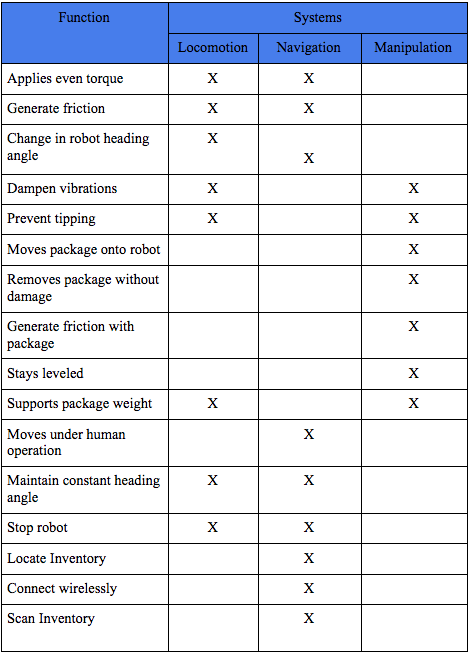 Function Systems
Locomotion Navigation Manipulation
Applies even torque X X
Generate friction X X
Change in robot heading X
angle X
Dampen vibrations X X
Prevent tipping X X
Moves package onto robot X
Removes package without X
damage
Generate friction with X
package
Stays leveled X
Supports package weight X X
Moves under human X
operation
Maintain constant heading X X
angle
Stop robot X X
Locate Inventory X
Connect wirelessly X
Scan Inventory X